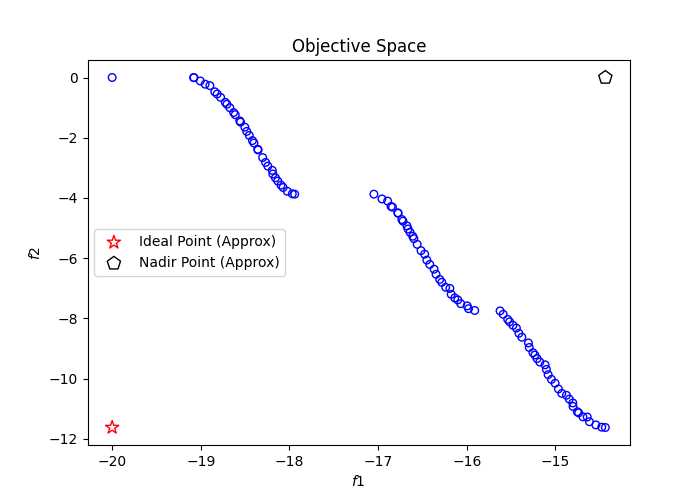 Objective Space
f2
0
−2
−4
−6
−8
−10
−12
Ideal Point (Approx)
Nadir Point (Approx)
−20
−19
−18
−17
−16
−15
f1